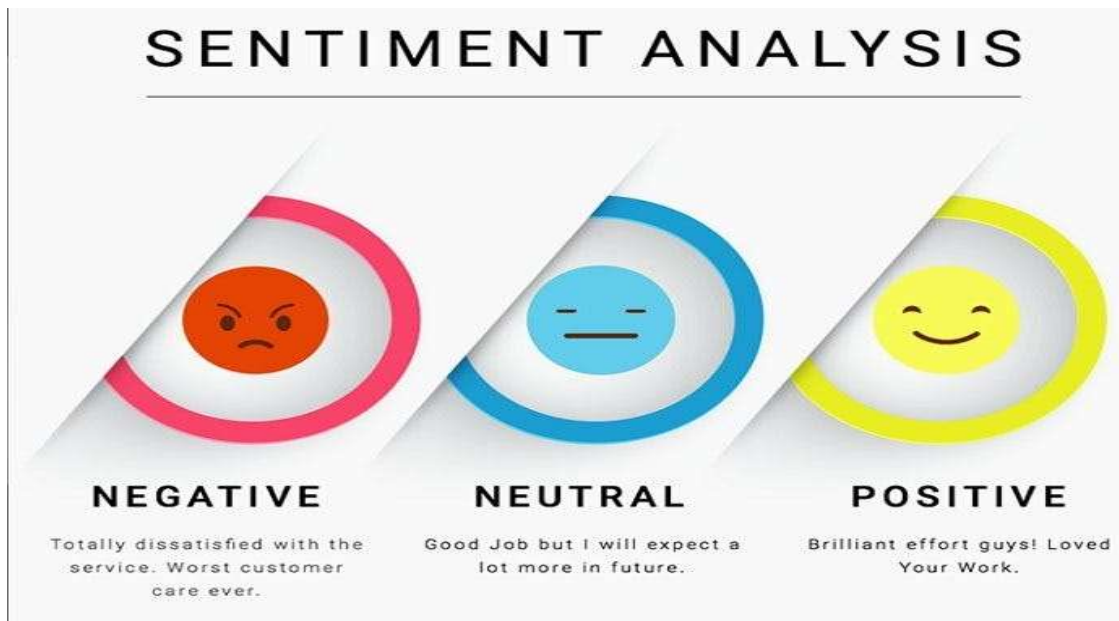 SENTIMENT ANALYSIS
NEGATIVE
Totally dissatisfied with the
service. Worst customer
care ever.
NEUTRAL
Good Job but I will expect a
lot more in future.
POSITIVE
Brilliant effort guys! Loved
Your Work.